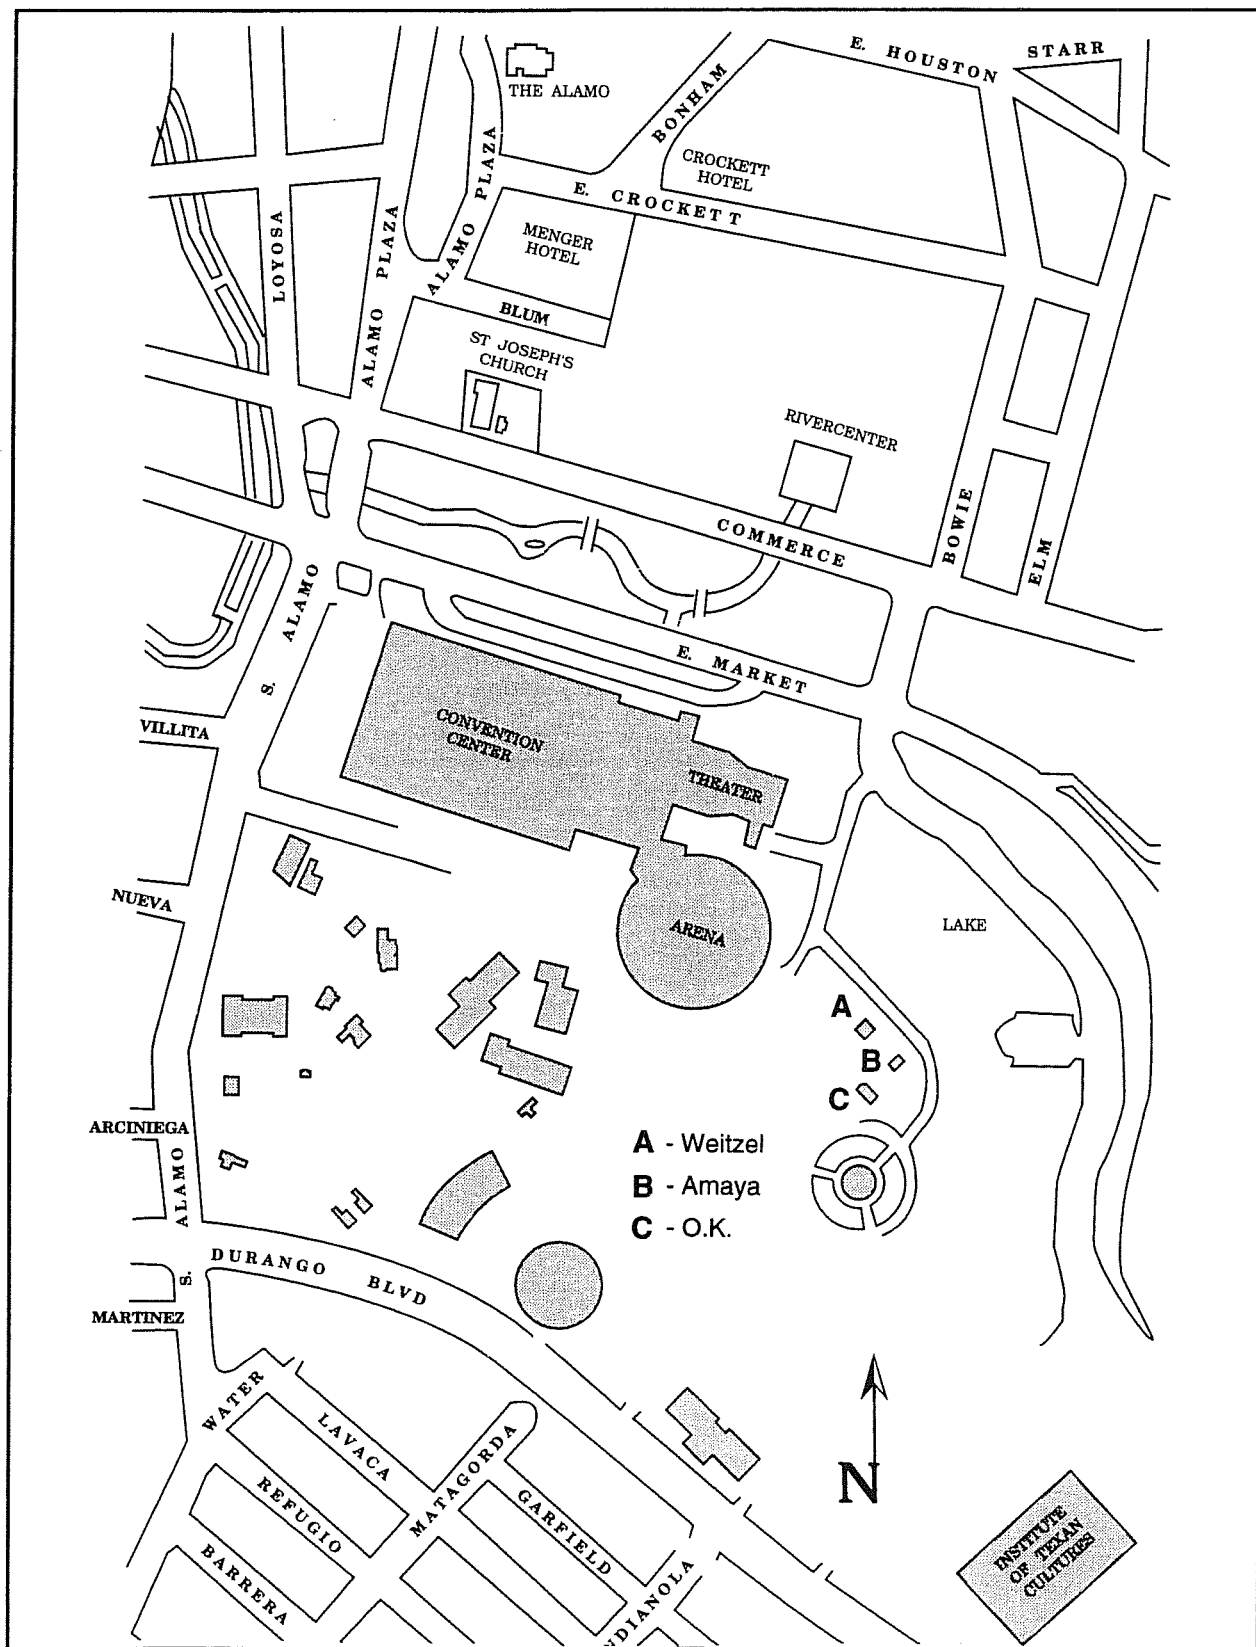 E. HOUSTON
STARR
THE ALAMO
BONHAM
ALAMO PLAZA
CROCKETT
HOTEL
E. CROCKETT
LOYOSA
ALAMO PLAZA
MENGER
HOTEL
BLUM
ST JOSEPH'S
CHURCH
RIVERCENTER
COMMERCE
BOWIE
ELM
S. ALAMO
E. MARKET
VILLITA
CONVENTION
CENTER
THEATER
NUEVA
ARENA
LAKE
A
B
C
ARCINIEGA
A - Weitzel
B - Amaya
C - O.K.
S. ALAMO
DURANGO BLVD
MARTINEZ
WATER
LAVACA
MATAGORDA
REFUGIO
GARFIELD
BARRERA
NDIANOLA
N
INSTITUTE
OF TEXAN
CULTURES